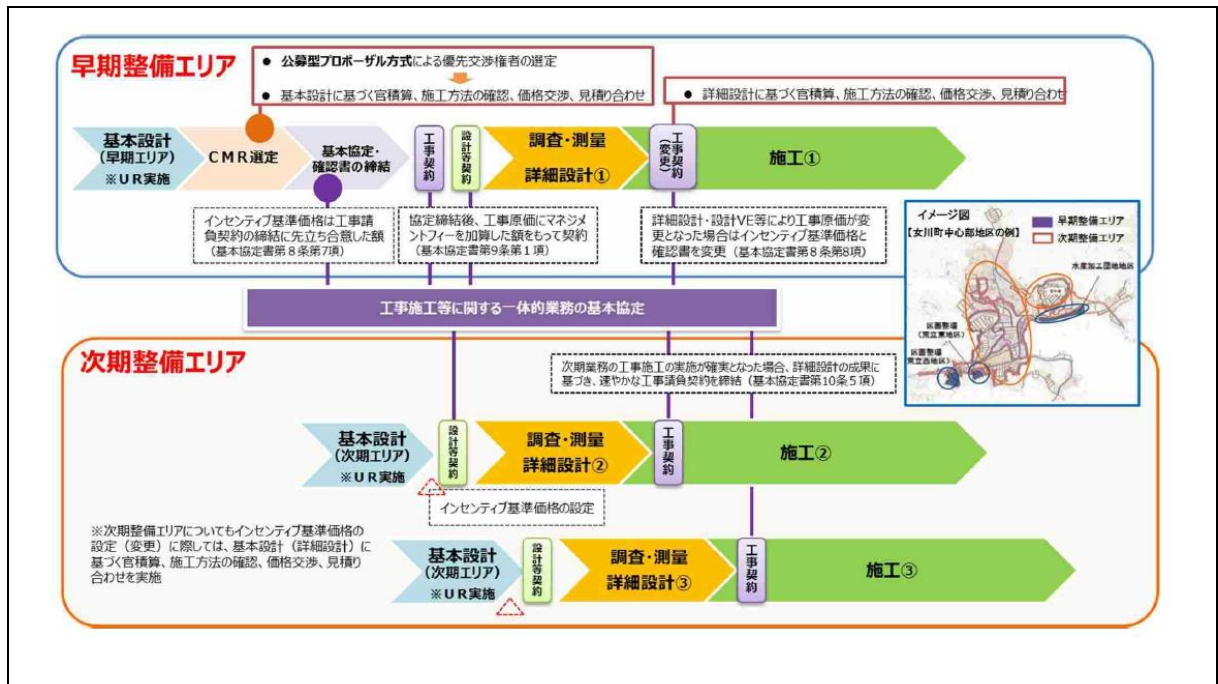 早期整備エリア
● 公募型プロポーザル方式による優先交渉権者の選定
● 基本設計に基づく官積算、施工方法の確認、価格交渉、見積り合わせ
● 詳細設計に基づく官積算、施工方法の確認、価格交渉、見積り合わせ
基本設計
(早期エリア)
※UR実施
CMR選定
基本協定・
確認書の締結
工事契約
設計等契約
調査・測量
詳細設計①
工事契約
(変更)
施工①
インセンティブ基準価格は工事請
負契約の締結に先立ち合意した額
(基本協定書第8条第7項)
協定締結後、工事原価にマネジメ
ントフィーを加算した額をもって契約
(基本協定書第9条第1項)
詳細設計・設計VE等により工事原価が変
更となった場合はインセンティブ基準価格と
確認書を変更(基本協定書第8条第8項)
イメージ図
【女川町中心部地区の例】
早期整備エリア
次期整備エリア
水産加工団地地区
区画整理
(荒立東地区)
区画整理
(荒立西地区)
工事施工等に関する一体的業務の基本協定
次期整備エリア
次期業務の工事施工の実施が確実となった場合、詳細設計の成果に
基づき、速やかな工事請負契約を締結(基本協定書第10条5項)
基本設計
(次期エリア)
※UR実施
設計等契約
調査・測量
詳細設計②
工事契約
施工②
インセンティブ基準価格の設定
※次期整備エリアについてもインセンティブ基準価格の
設定(変更)に際しては、基本設計(詳細設計)に
基づく官積算、施工方法の確認、価格交渉、見積り
合わせを実施
基本設計
(次期エリア)
※UR実施
設計等契約
調査・測量
詳細設計③
工事契約
施工③